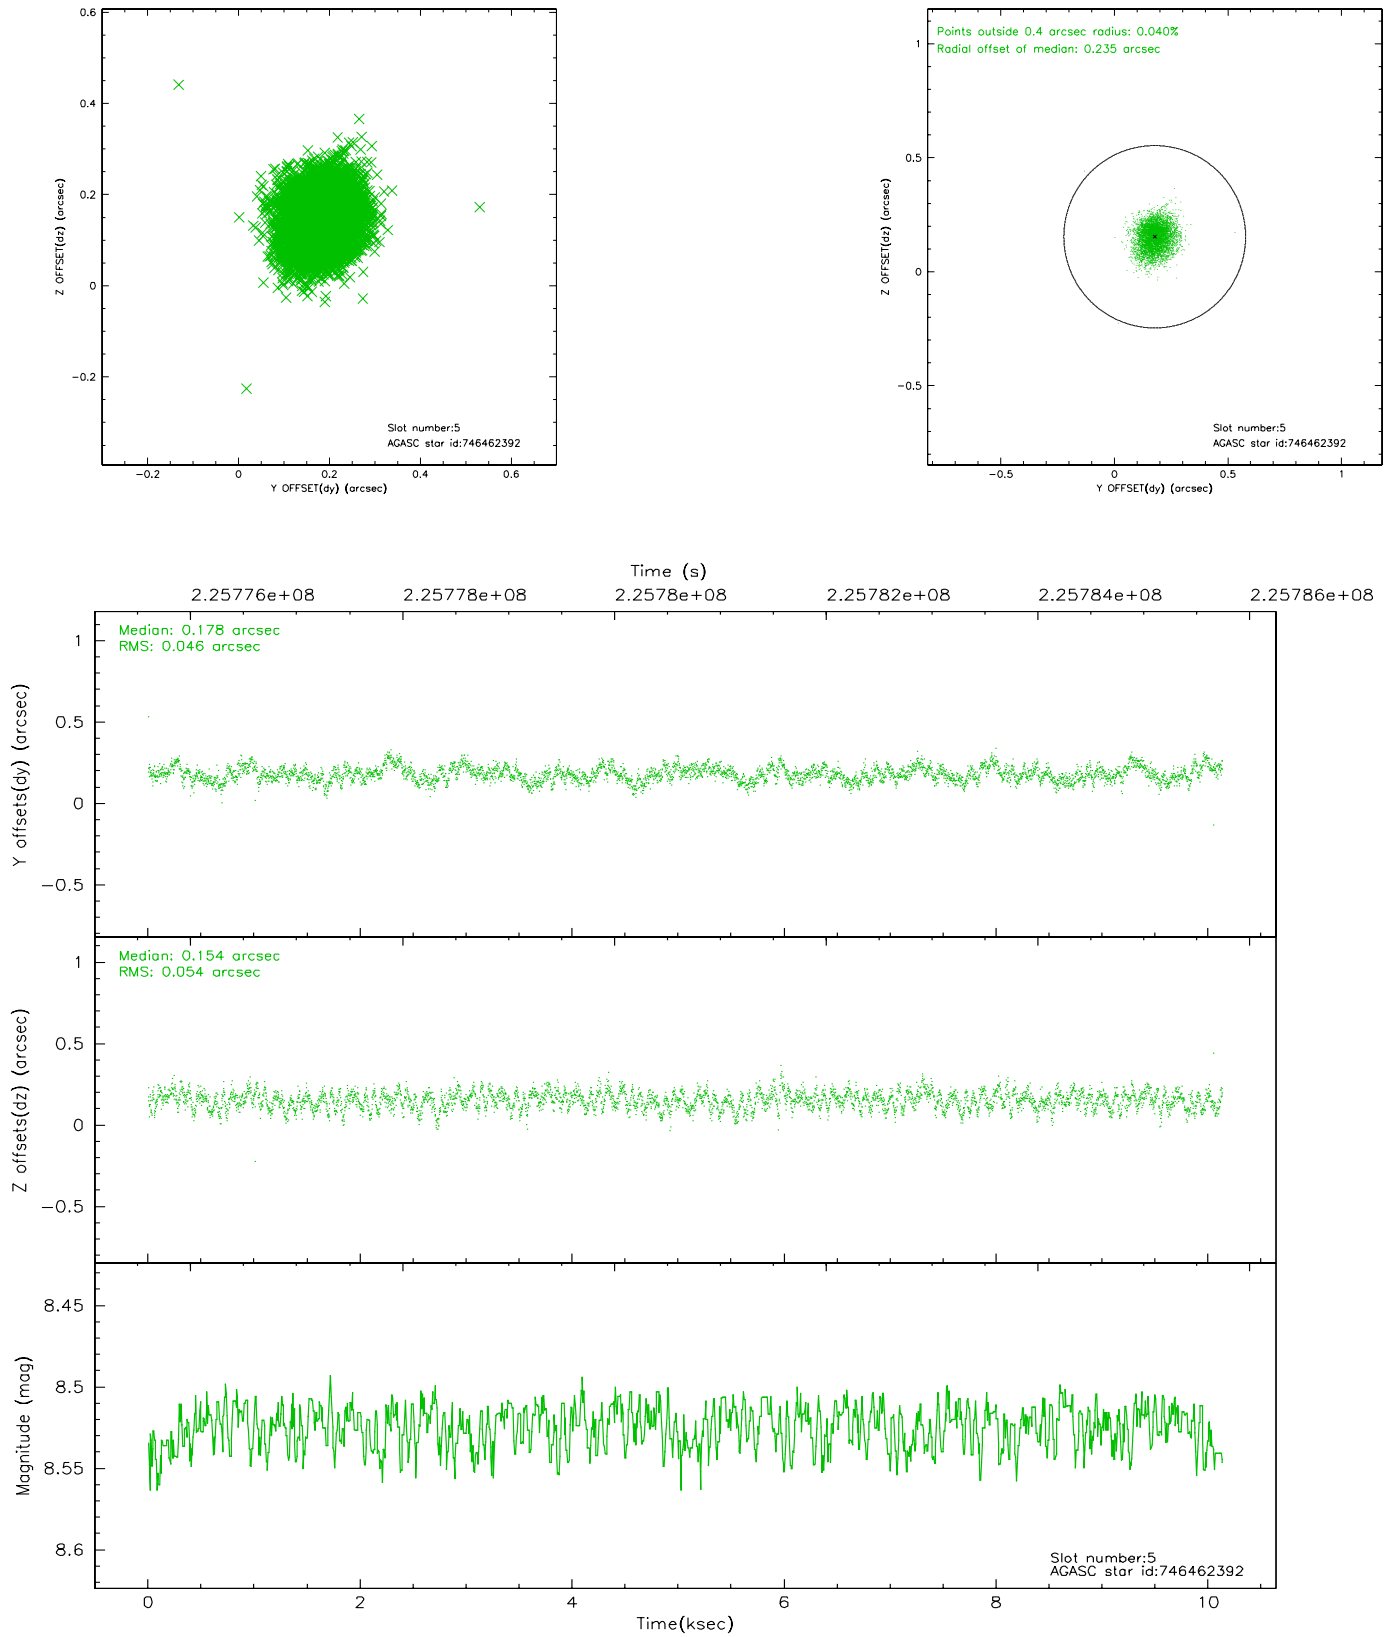 0.6
0.4
0.2
0
−0.2
Z OFFSET(dz) (arcsec)
Slot number:5
AGASC star id:746462392
−0.2 0 0.2 0.4 0.6
Y OFFSET(dy) (arcsec)
Points outside 0.4 arcsec radius: 0.040%
Radial offset of median: 0.235 arcsec
1
0.5
0
−0.5
Z OFFSET(dz) (arcsec)
Slot number:5
AGASC star id:746462392
−0.5 0 0.5 1
Y OFFSET(dy) (arcsec)
Time (s)
2.25776e+08 2.25778e+08 2.2578e+08 2.25782e+08 2.25784e+08 2.25786e+08
Median: 0.178 arcsec
RMS: 0.046 arcsec
1
0.5
0
−0.5
Y offsets(dy) (arcsec)
Median: 0.154 arcsec
RMS: 0.054 arcsec
1
0.5
0
−0.5
Z offsets(dz) (arcsec)
8.45
8.5
8.55
8.6
Magnitude (mag)
Slot number:5
AGASC star id:746462392
0 2 4 6 8 10
Time(ksec)